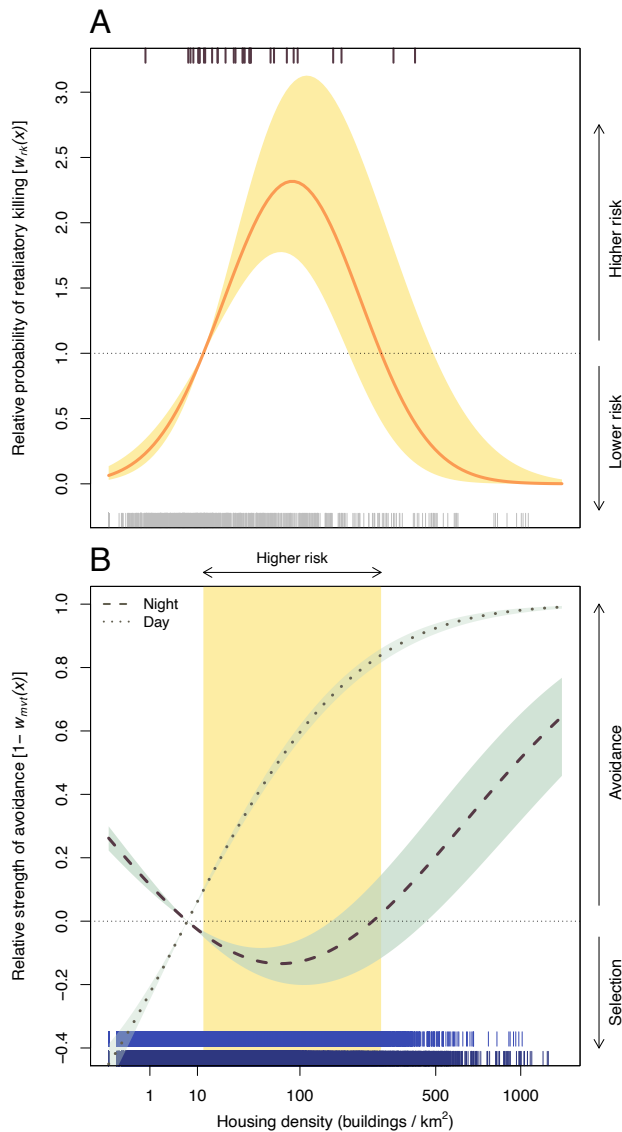 A
Relative probability of retaliatory killing [w_rk(x)]
3.0
2.5
2.0
1.5
1.0
0.5
0.0
Higher risk
Lower risk
B
Higher risk
Night
Day
Relative strength of avoidance [1− w_mvt(x)]
1.0
0.8
0.6
0.4
0.2
0.0
−0.2
−0.4
Avoidance
Selection
1 10 100 500 1000
Housing density (buildings / km²)